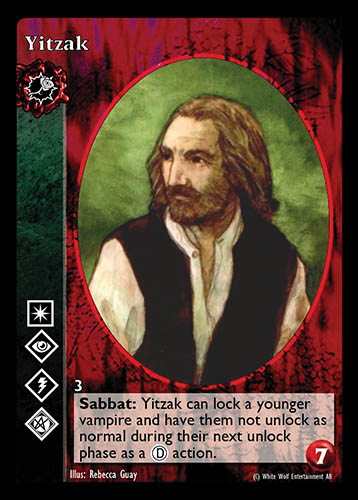 Yitzak
3
Sabbat: Yitzak can lock a younger
vampire and have them not unlock as
normal during their next unlock
phase as a Ⓓ action.
7
Illus: Rebecca Guay
(C) White Wolf Entertainment AB